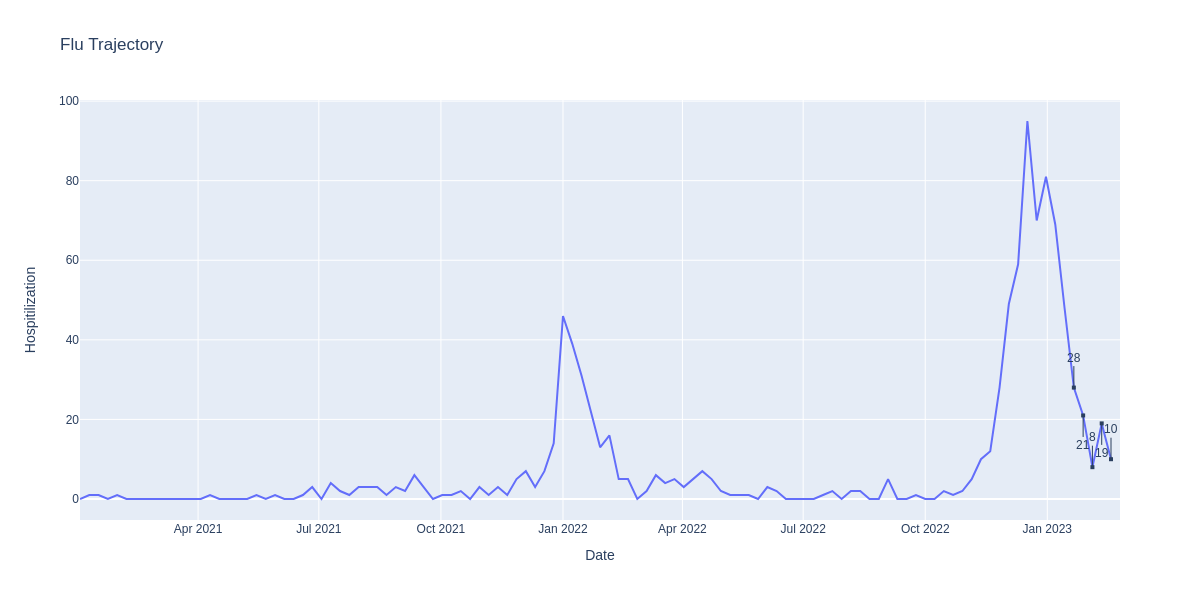 Flu Trajectory
100
80
60
40
20
0
Hospitilization
28
21
8
19
10
Apr 2021
Jul 2021
Oct 2021
Jan 2022
Apr 2022
Jul 2022
Oct 2022
Jan 2023
Date